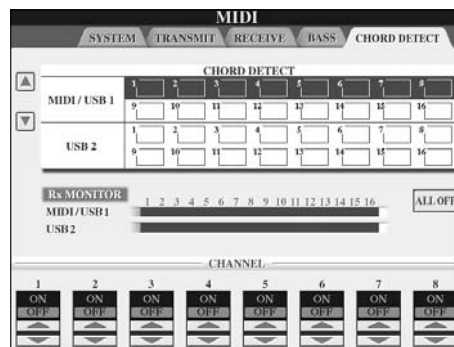 MIDI
SYSTEM TRANSMIT RECEIVE BASS CHORD DETECT
CHORD DETECT
MIDI / USB 1
1 2 3 4 5 6 7 8
9 10 11 12 13 14 15 16
USB 2
1 2 3 4 5 6 7 8
9 10 11 12 13 14 15 16
Rx MONITOR
1 2 3 4 5 6 7 8 9 10 11 12 13 14 15 16
MIDI/USB1
USB2
ALL OFF
CHANNEL
1 2 3 4 5 6 7 8
ON ON ON ON ON ON ON ON
OFF OFF OFF OFF OFF OFF OFF OFF